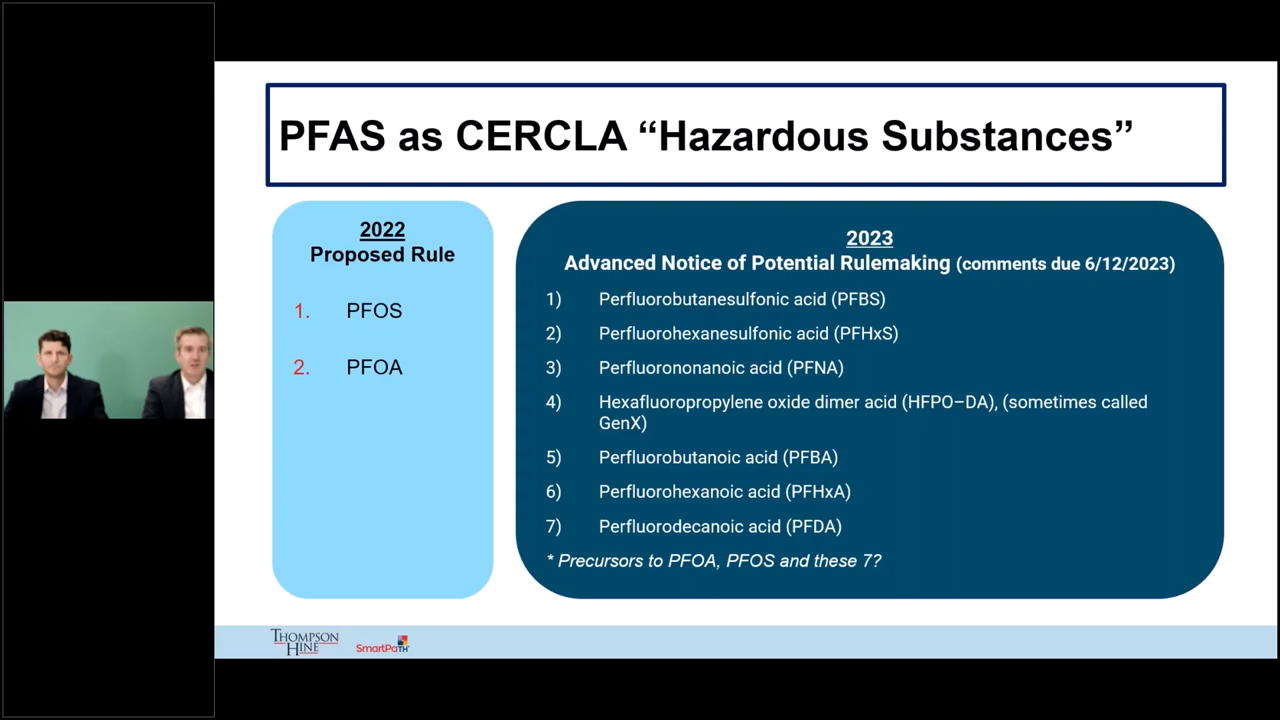 PFAS as CERCLA “Hazardous Substances”
2022
Proposed Rule
1. PFOS
2. PFOA
2023
Advanced Notice of Potential Rulemaking (comments due 6/12/2023)
1) Perfluorobutanesulfonic acid (PFBS)
2) Perfluorohexanesulfonic acid (PFHxS)
3) Perfluorononanoic acid (PFNA)
4) Hexafluoropropylene oxide dimer acid (HFPO–DA), (sometimes called
GenX)
5) Perfluorobutanoic acid (PFBA)
6) Perfluorohexanoic acid (PFHxA)
7) Perfluorodecanoic acid (PFDA)
* Precursors to PFOA, PFOS and these 7?
THOMPSON
HINE
SmartPaTH